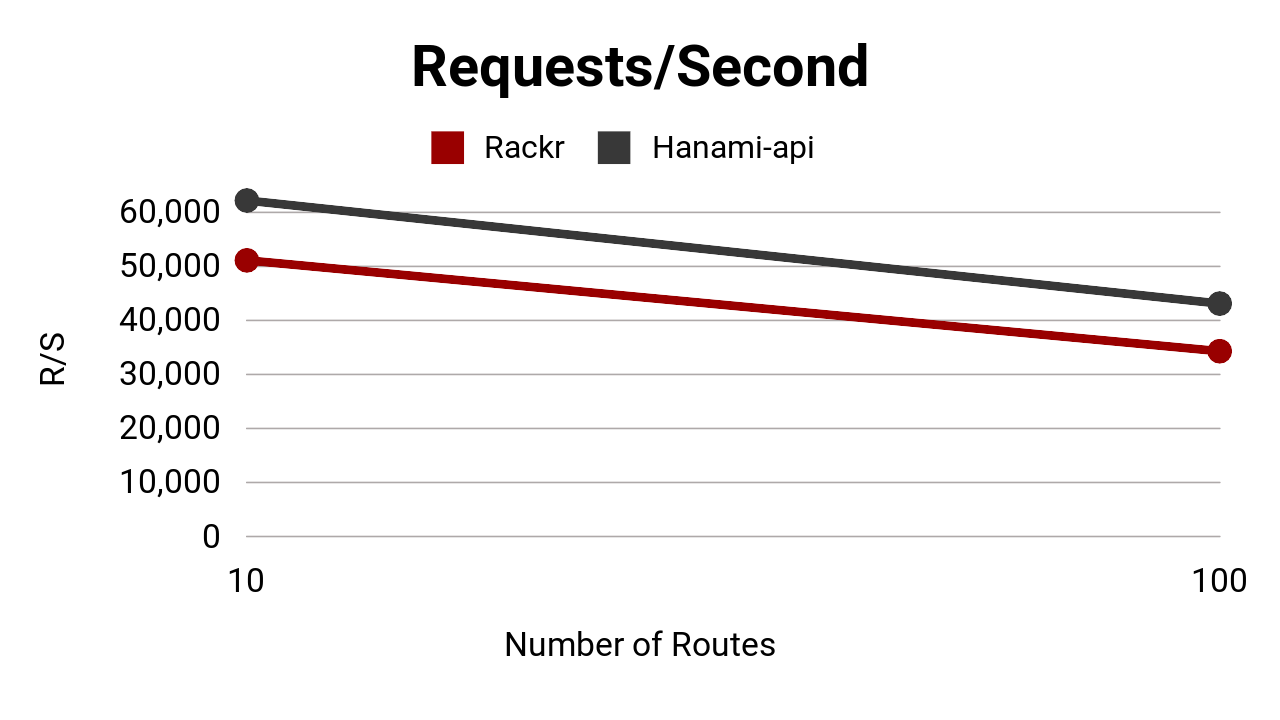 Requests/Second
Rackr Hanami-api
60,000
50,000
40,000
30,000
20,000
10,000
0
R/S
10 100
Number of Routes